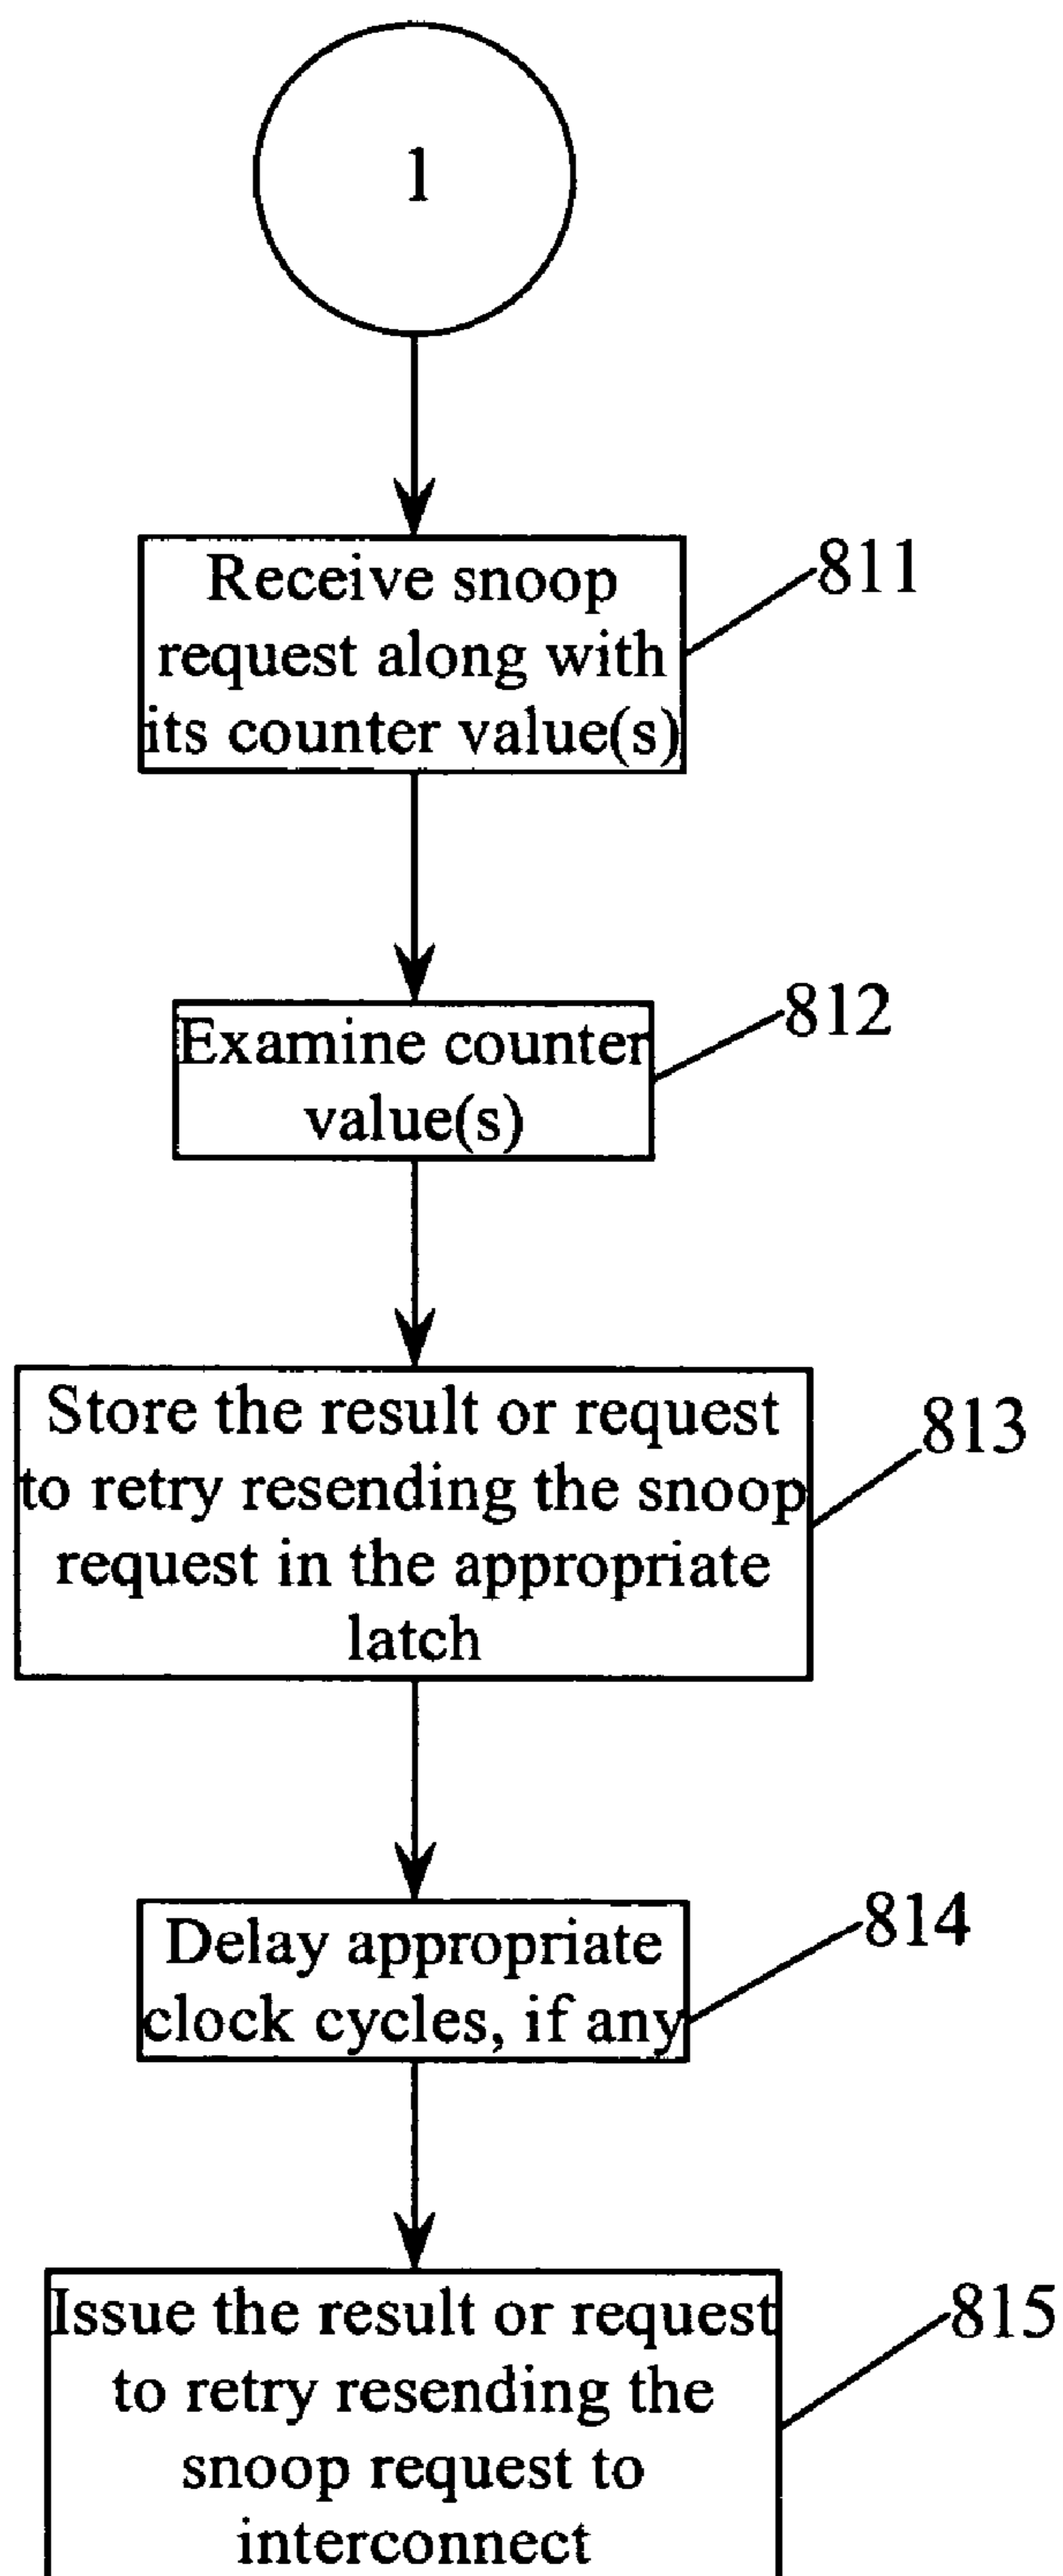 1
Receive snoop
request along with
its counter value(s)
811
Examine counter
value(s)
812
Store the result or request
to retry resending the snoop
request in the appropriate
latch
813
Delay appropriate
clock cycles, if any
814
Issue the result or request
to retry resending the
snoop request to
interconnect
815